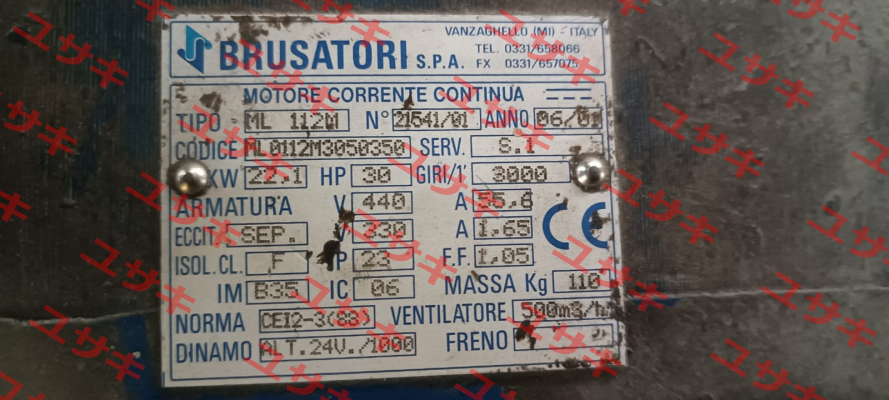 BRUSATORI S.P.A.
VANZAGHELLO (MI) - ITALY
TEL. 0331/658066
FX 0331/657075
MOTORE CORRENTE CONTINUA
TIPO ML 112M N° 21541/01 ANNO 06/01
CODICE ML0112M3050350 SERV. S.1
KW 22.1 HP 30 GIRI/1' 3000
ARMATURA V 440 A 55,6
ECCIT. SEP. V 230 A 1,65
ISOL. CL. F IP 23 F.F. 1,05
IM B35 IC 06 MASSA Kg 110
CE
NORMA CEI2-3(88) VENTILATORE 500m3/h
DINAMO ALT.24V./1000 FRENO
ユサキ